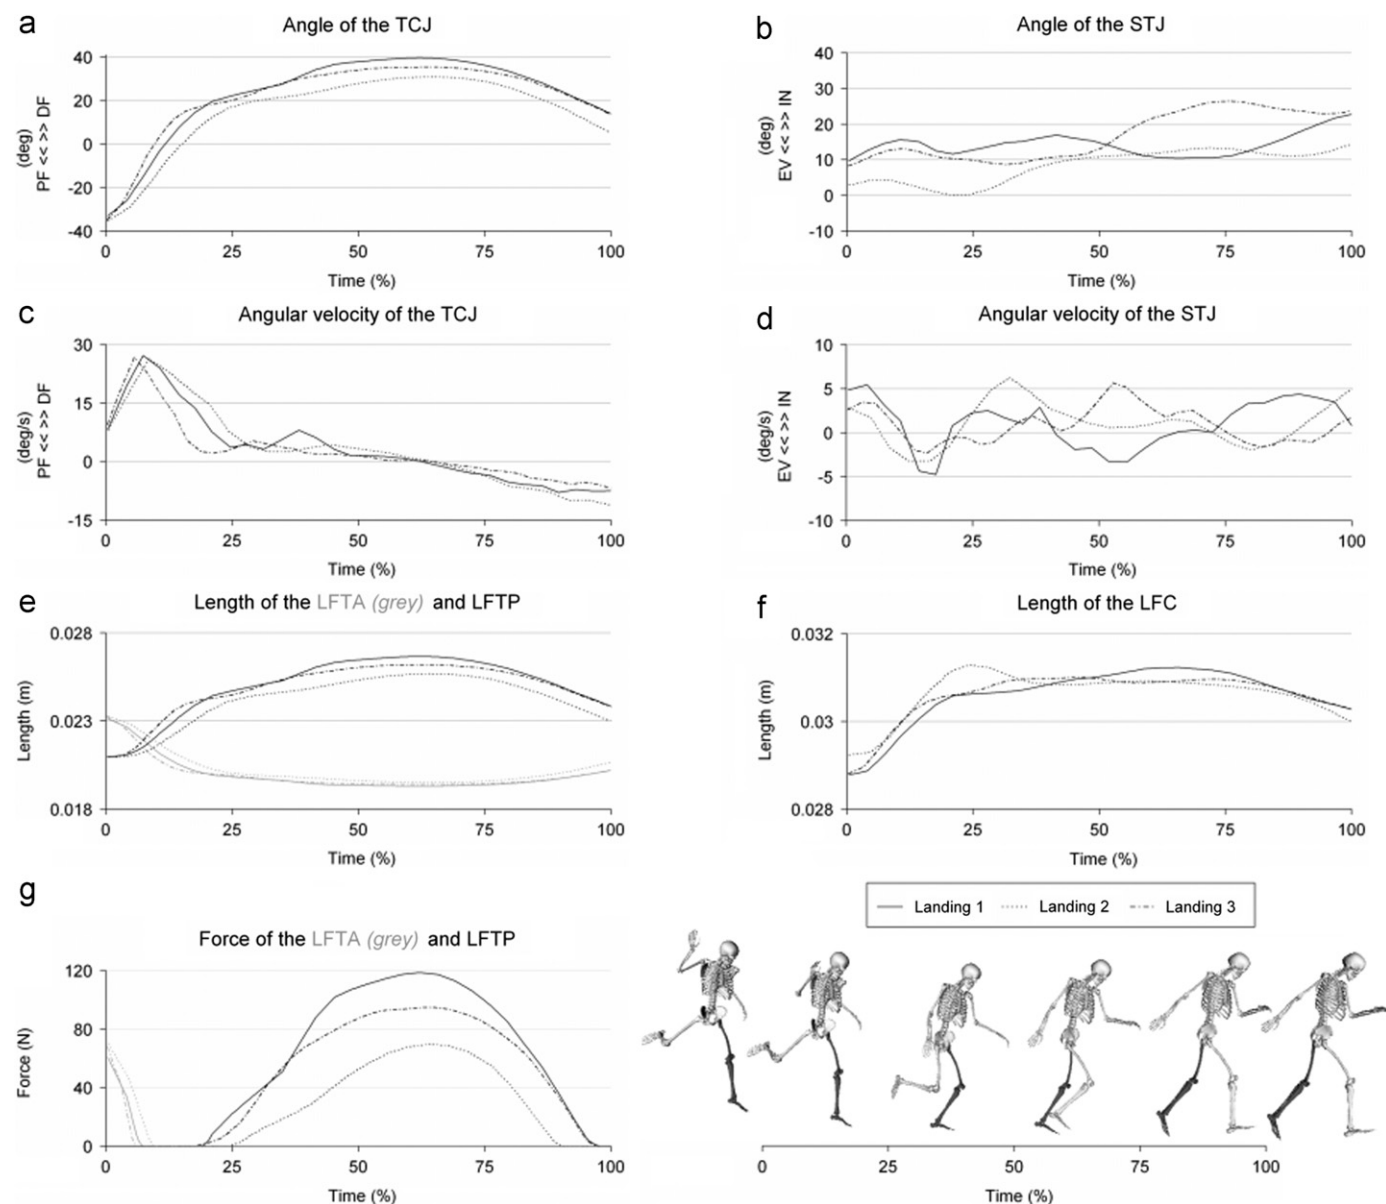 a
Angle of the TCJ
(deg)
PF << >> DF
40
20
0
-20
-40
0 25 50 75 100
Time (%)
b
Angle of the STJ
(deg)
EV << >> IN
40
30
20
10
0
-10
0 25 50 75 100
Time (%)
c
Angular velocity of the TCJ
(deg/s)
PF << >> DF
30
15
0
-15
0 25 50 75 100
Time (%)
d
Angular velocity of the STJ
(deg/s)
EV << >> IN
10
5
0
-5
-10
0 25 50 75 100
Time (%)
e
Length of the LFTA (grey) and LFTP
Length (m)
0.028
0.023
0.018
0 25 50 75 100
Time (%)
f
Length of the LFC
Length (m)
0.032
0.03
0.028
0 25 50 75 100
Time (%)
g
Force of the LFTA (grey) and LFTP
Force (N)
120
80
40
0
0 25 50 75 100
Time (%)
Landing 1 Landing 2 Landing 3
0 25 50 75 100
Time (%)